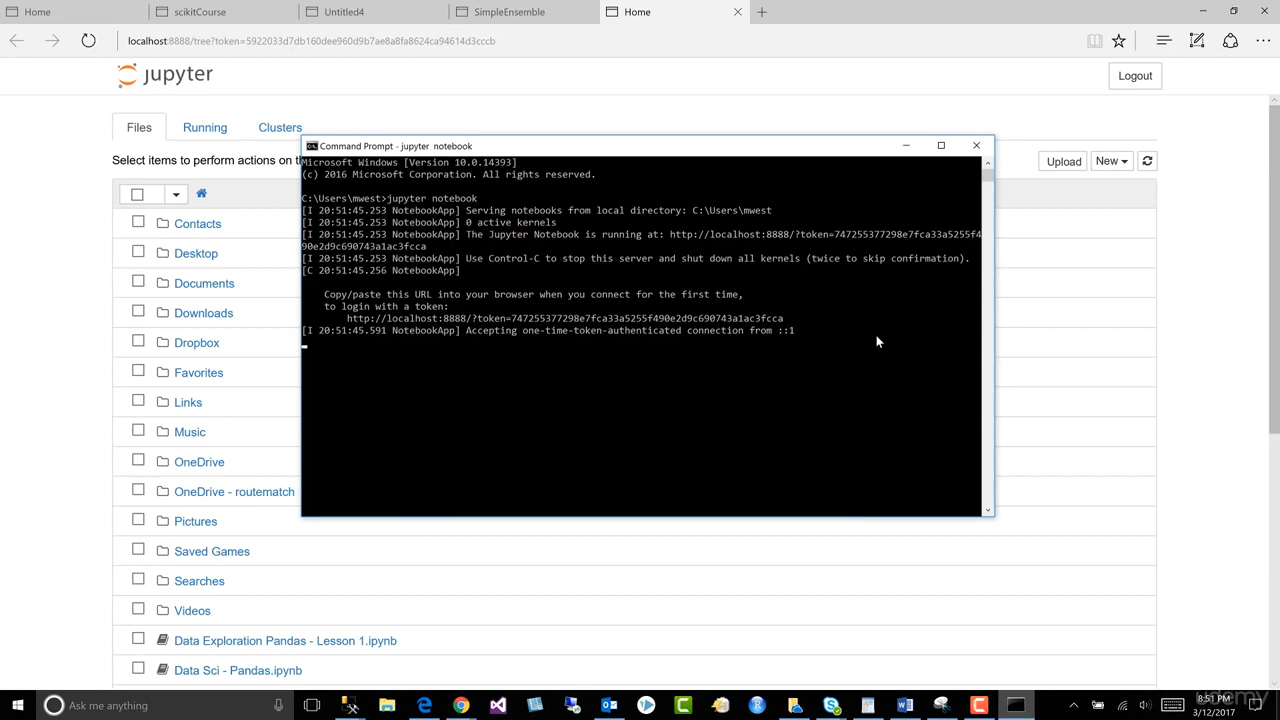 Home
scikitCourse
Untitled4
SimpleEnsemble
Home
localhost:8888/tree?token=5922033d7db160dee960d9b7ae8a8fa8624ca94614d3cccb
jupyter
Logout
Files
Running
Clusters
Select items to perform actions on th
Upload
New
Command Prompt - jupyter notebook
Microsoft Windows [Version 10.0.14393]
(c) 2016 Microsoft Corporation. All rights reserved.
C:\Users\mwest>jupyter notebook
[I 20:51:45.253 NotebookApp] Serving notebooks from local directory: C:\Users\mwest
[I 20:51:45.253 NotebookApp] 0 active kernels
[I 20:51:45.253 NotebookApp] The Jupyter Notebook is running at: http://localhost:8888/?token=747255377298e7fca33a5255f4
90e2d9c690743a1ac3fcca
[I 20:51:45.253 NotebookApp] Use Control-C to stop this server and shut down all kernels (twice to skip confirmation).
[C 20:51:45.256 NotebookApp]
Copy/paste this URL into your browser when you connect for the first time,
to login with a token:
http://localhost:8888/?token=747255377298e7fca33a5255f490e2d9c690743a1ac3fcca
[I 20:51:45.591 NotebookApp] Accepting one-time-token-authenticated connection from ::1
Contacts
Desktop
Documents
Downloads
Dropbox
Favorites
Links
Music
OneDrive
OneDrive - routematch
Pictures
Saved Games
Searches
Videos
Data Exploration Pandas - Lesson 1.ipynb
Data Sci - Pandas.ipynb
Ask me anything
8:51 PM
3/12/2017
udemy